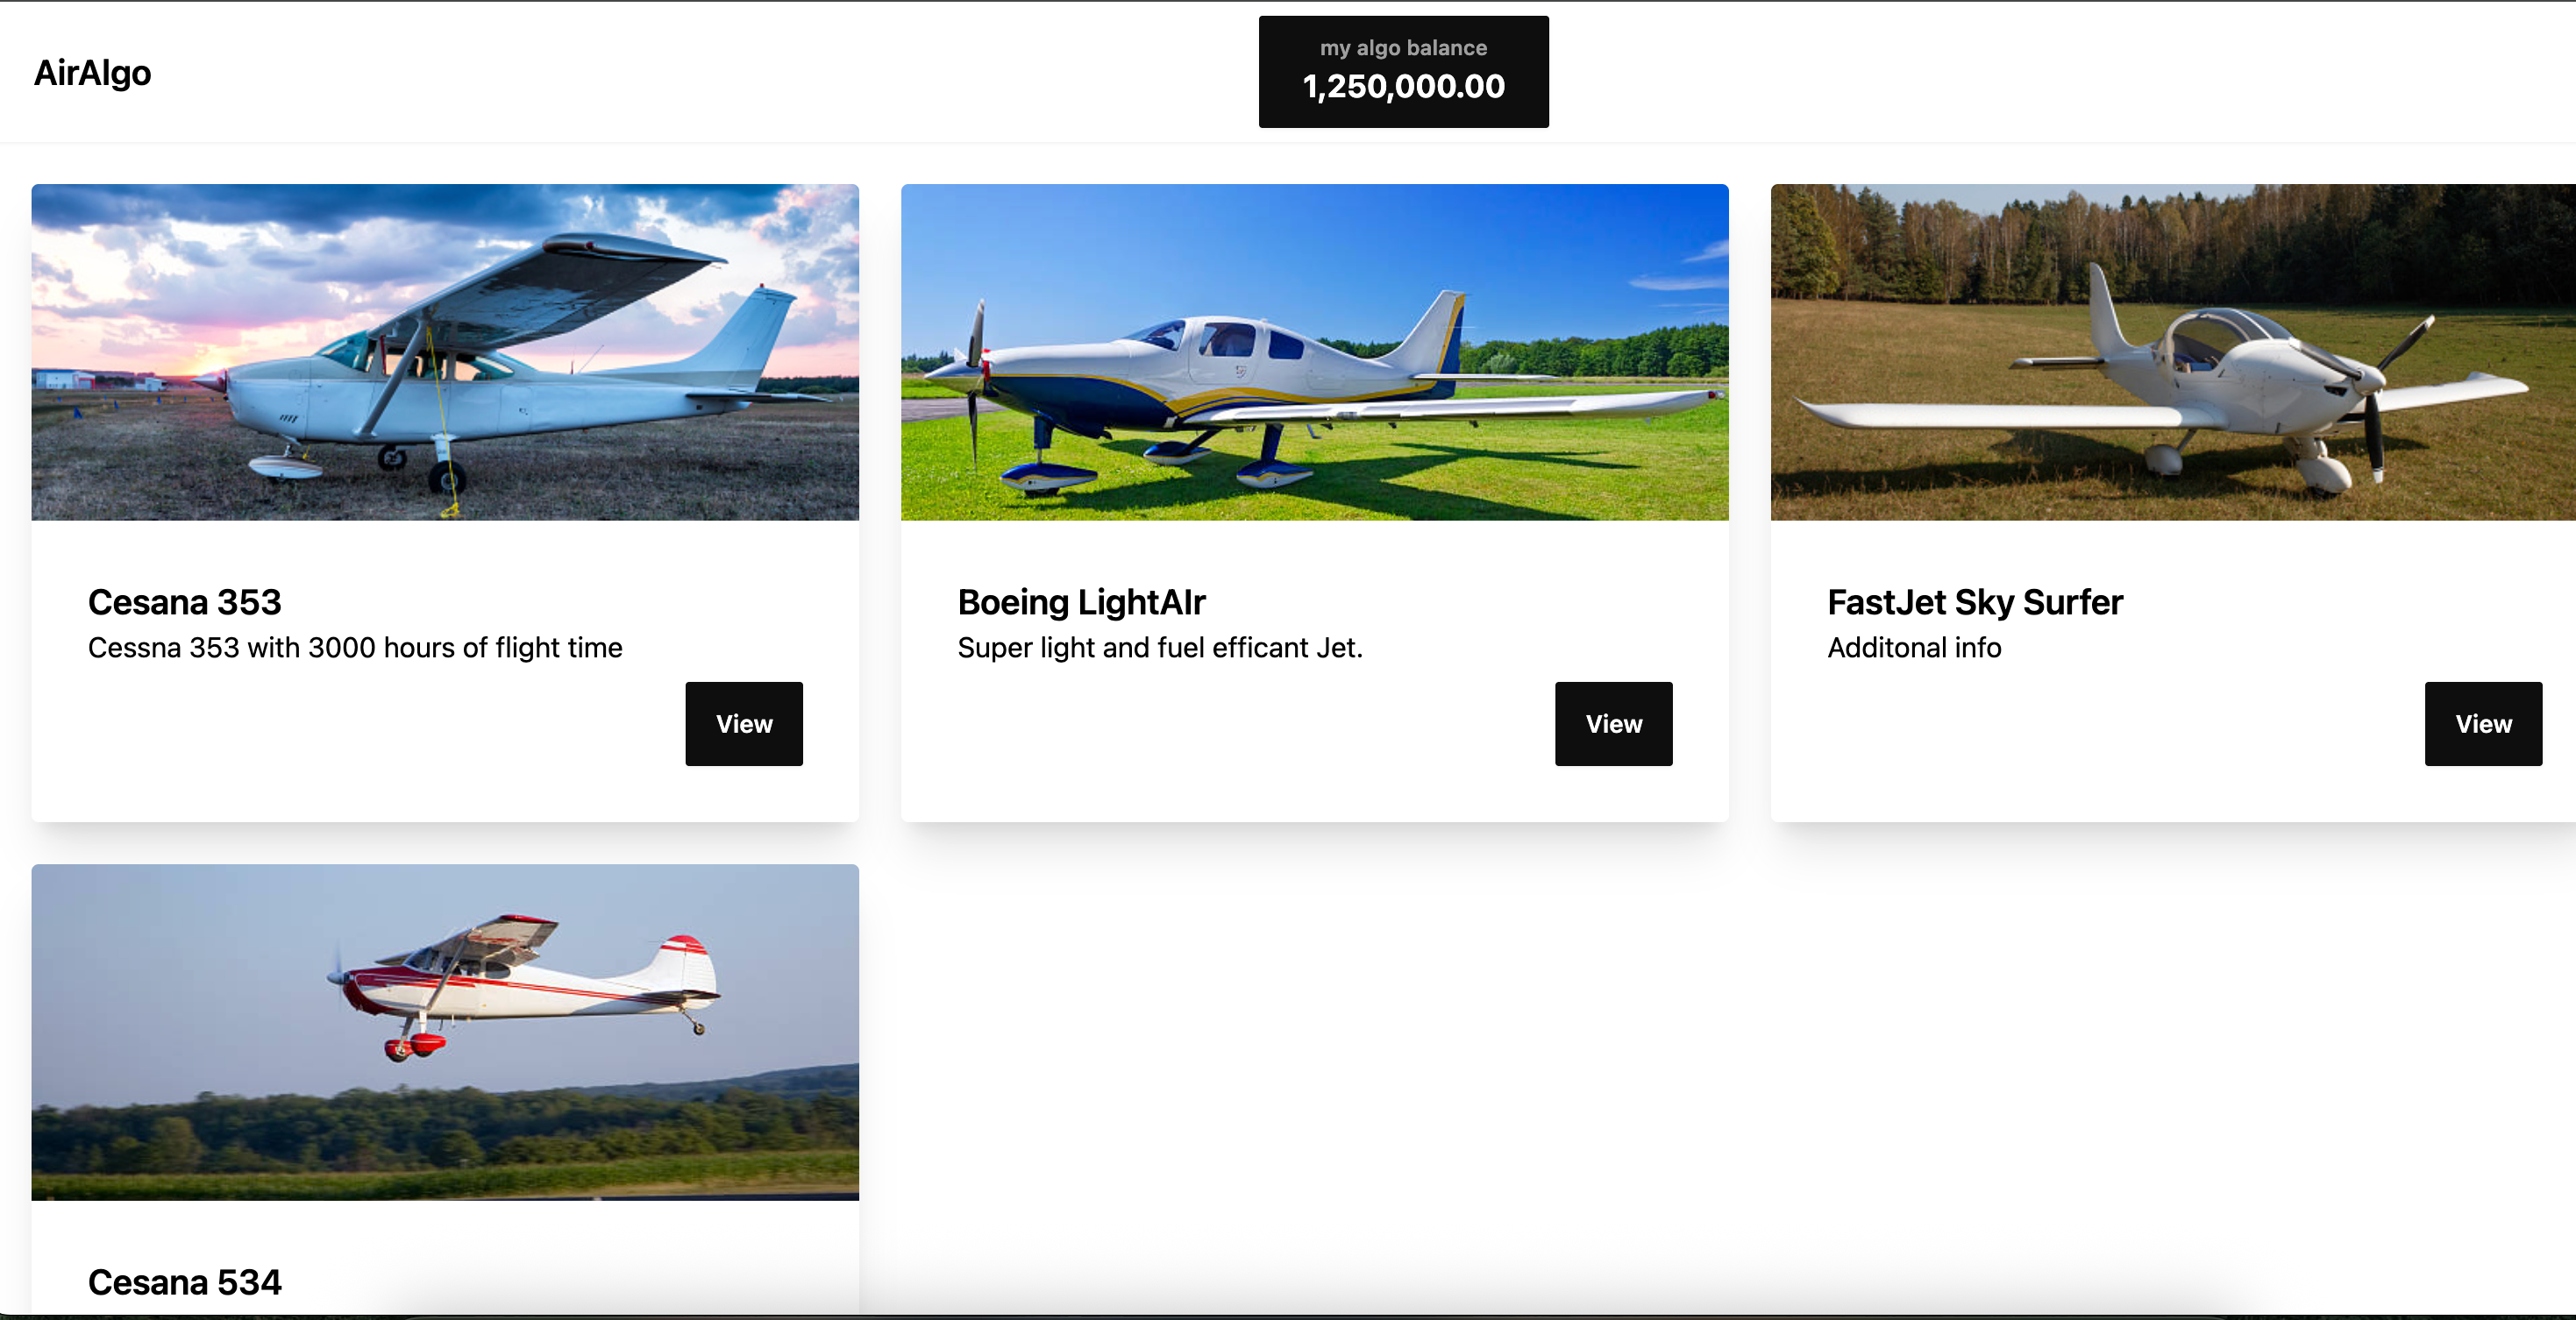 AirAlgo
my algo balance
1,250,000.00
Cesana 353
Cessna 353 with 3000 hours of flight time
View
Boeing LightAIr
Super light and fuel efficant Jet.
View
FastJet Sky Surfer
Additonal info
View
Cesana 534